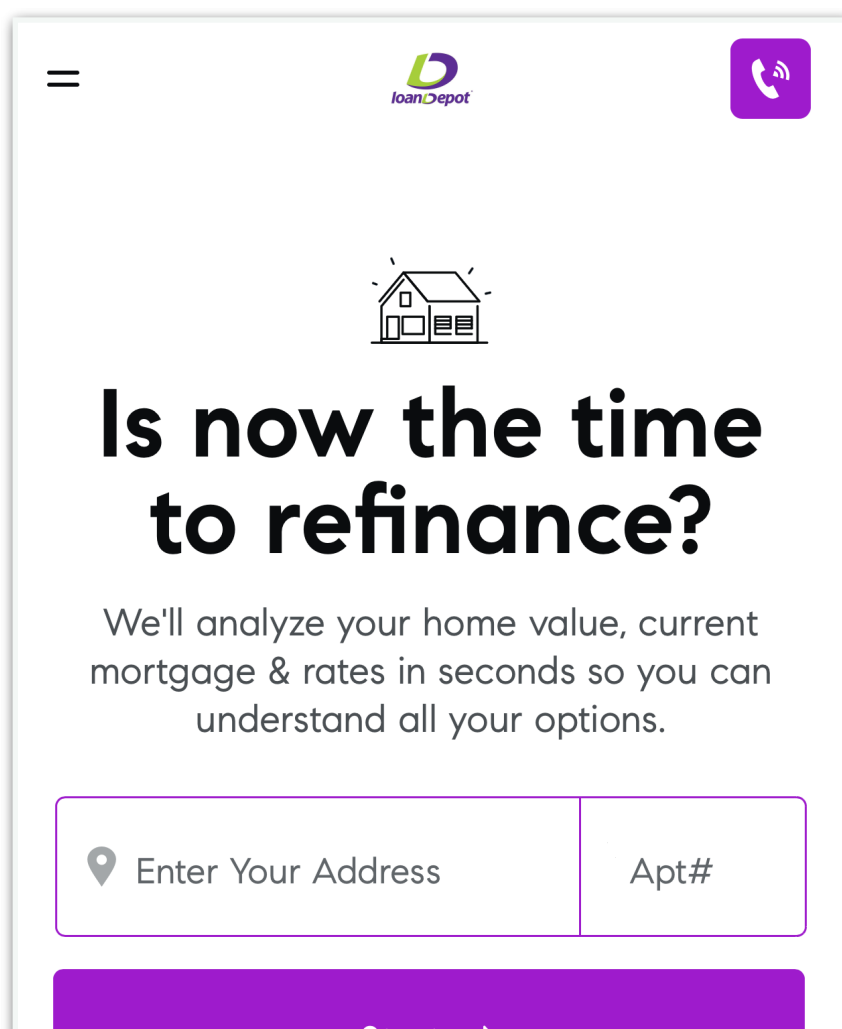 loanDepot
Is now the time
to refinance?
We'll analyze your home value, current
mortgage & rates in seconds so you can
understand all your options.
Enter Your Address
Apt#